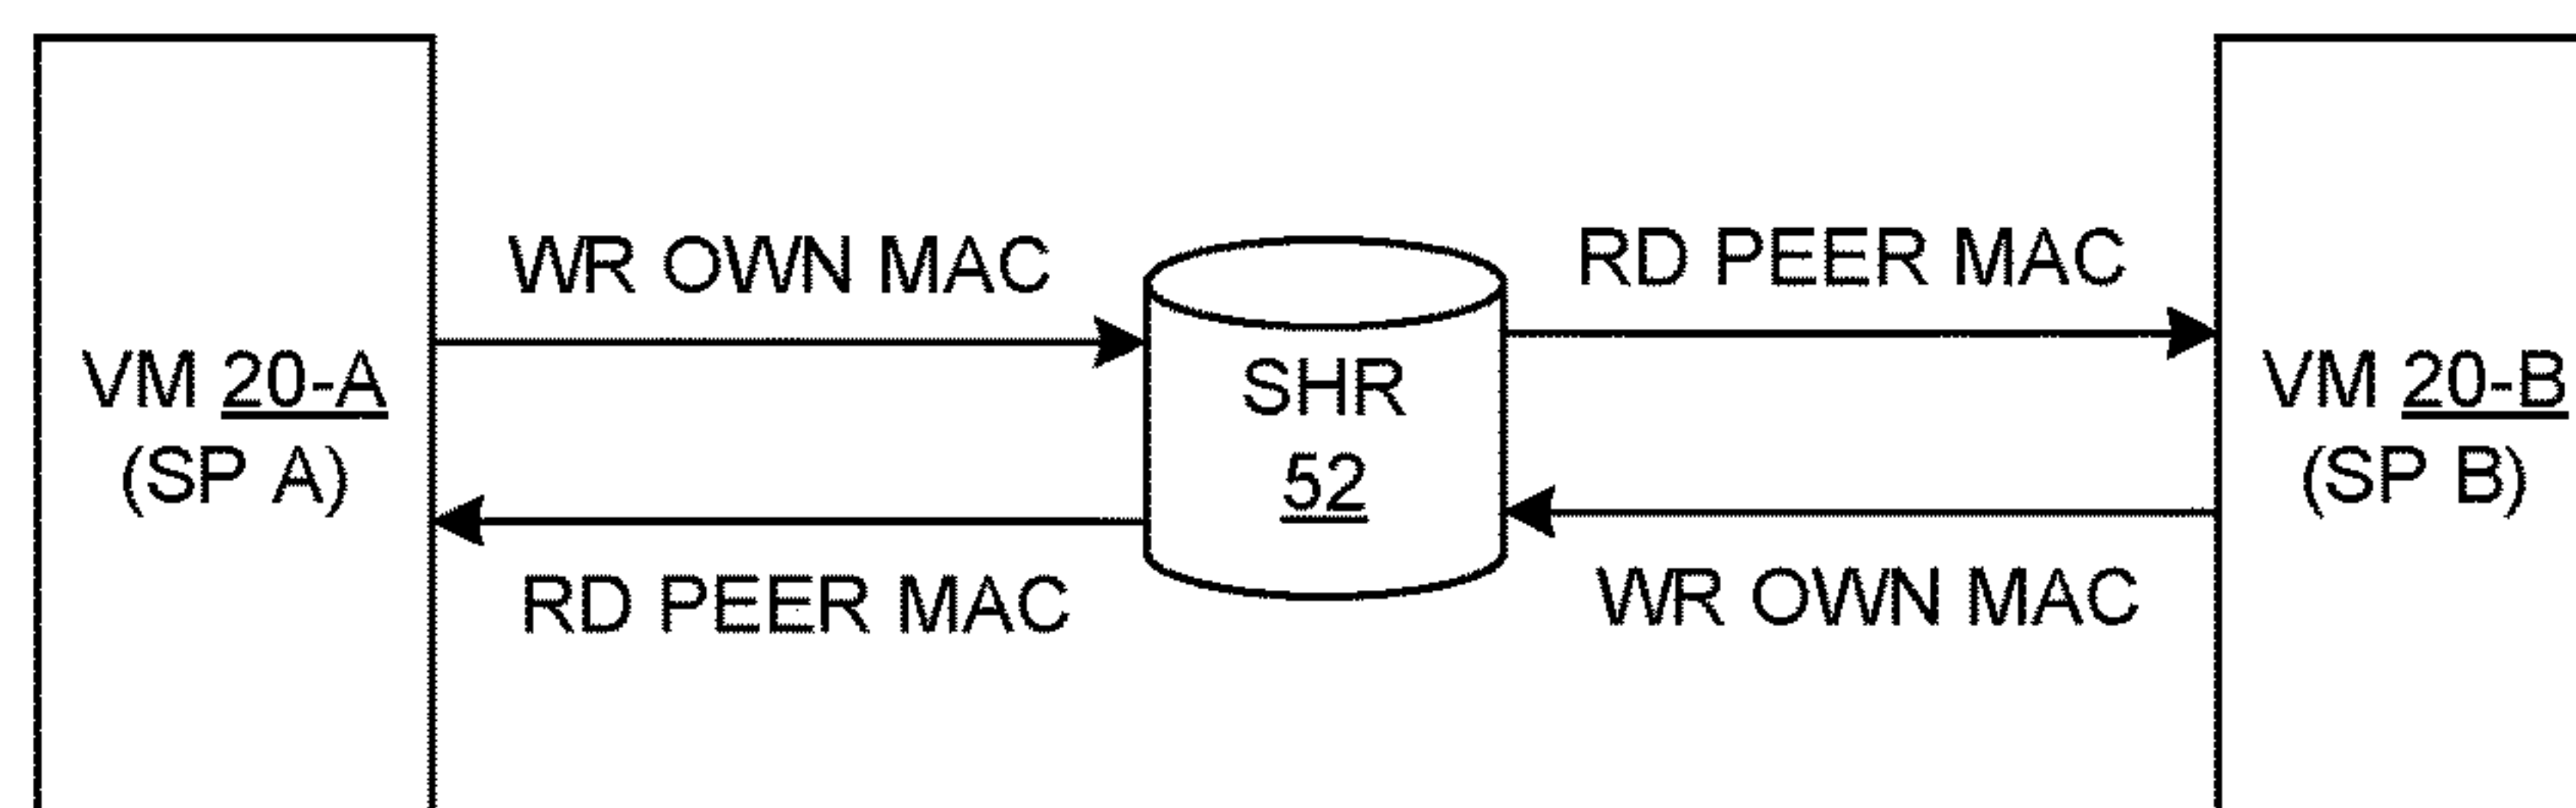 WR OWN MAC
RD PEER MAC
VM 20-A
(SP A)
SHR
52
VM 20-B
(SP B)
RD PEER MAC
WR OWN MAC